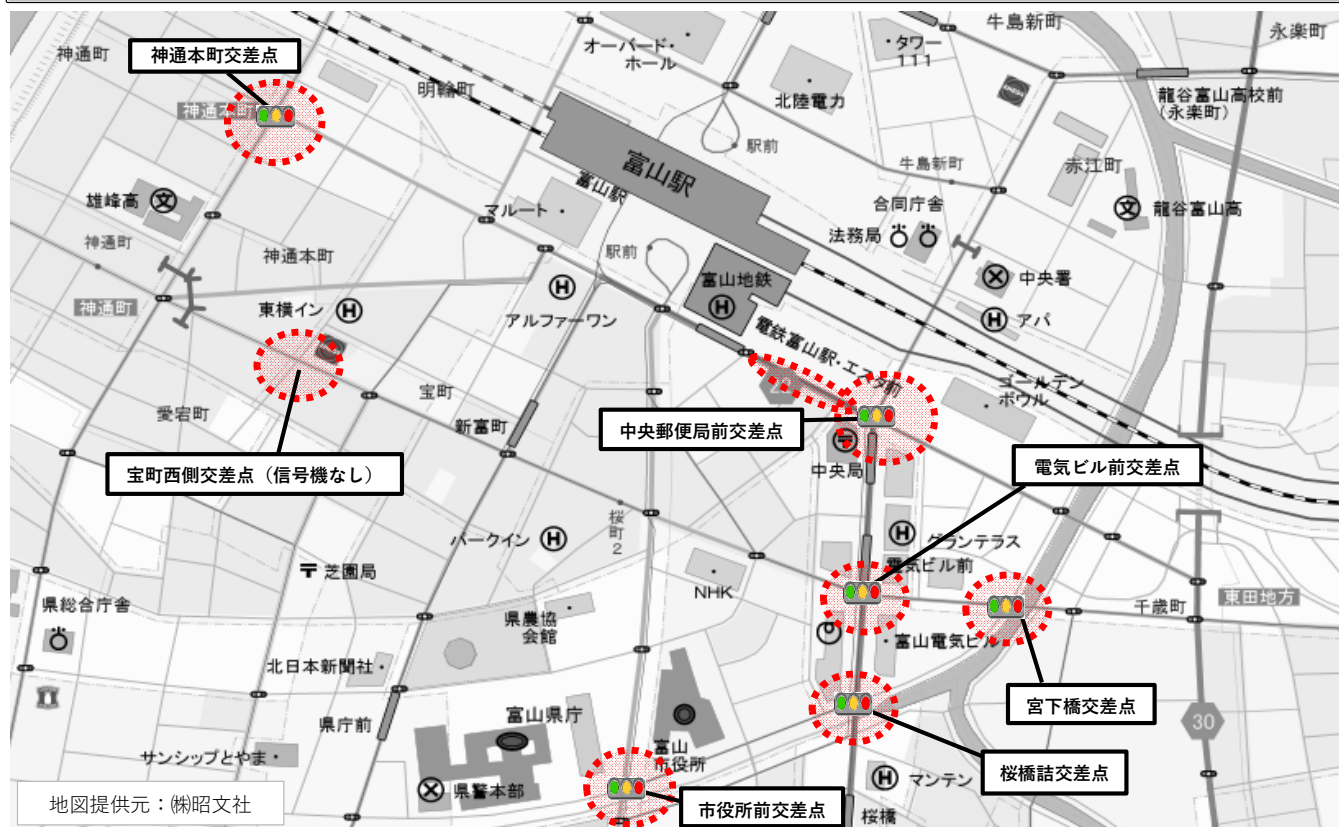 牛島新町
永楽町
オーバード・
ホール
タワー
111
神通町
神通本町交差点
明輪町
北陸電力
龍谷富山高校前
(永楽町)
神通本町
富山駅
駅前
牛島新町
赤江町
富山駅
雄峰高
マルート
合同庁舎
法務局
龍谷富山高
神通町
神通本町
駅前
富山地鉄
中央署
神通町
東横イン
アルファーワン
アパ
電鉄富山駅・エスタ前
ゴールデン
ボウル
宝町
愛宕町
新富町
中央郵便局前交差点
中央局
電気ビル前交差点
宝町西側交差点(信号機なし)
桜町2
パークイン
グランテラス
電気ビル前
芝園局
NHK
県総合庁舎
千歳町
東田地方
県農協
会館
富山電気ビル
北日本新聞社
宮下橋交差点
富山県庁
県庁前
30
富山
市役所
サンシップとやま
桜橋詰交差点
マンテン
県警本部
地図提供元:㈱昭文社
市役所前交差点
桜橋